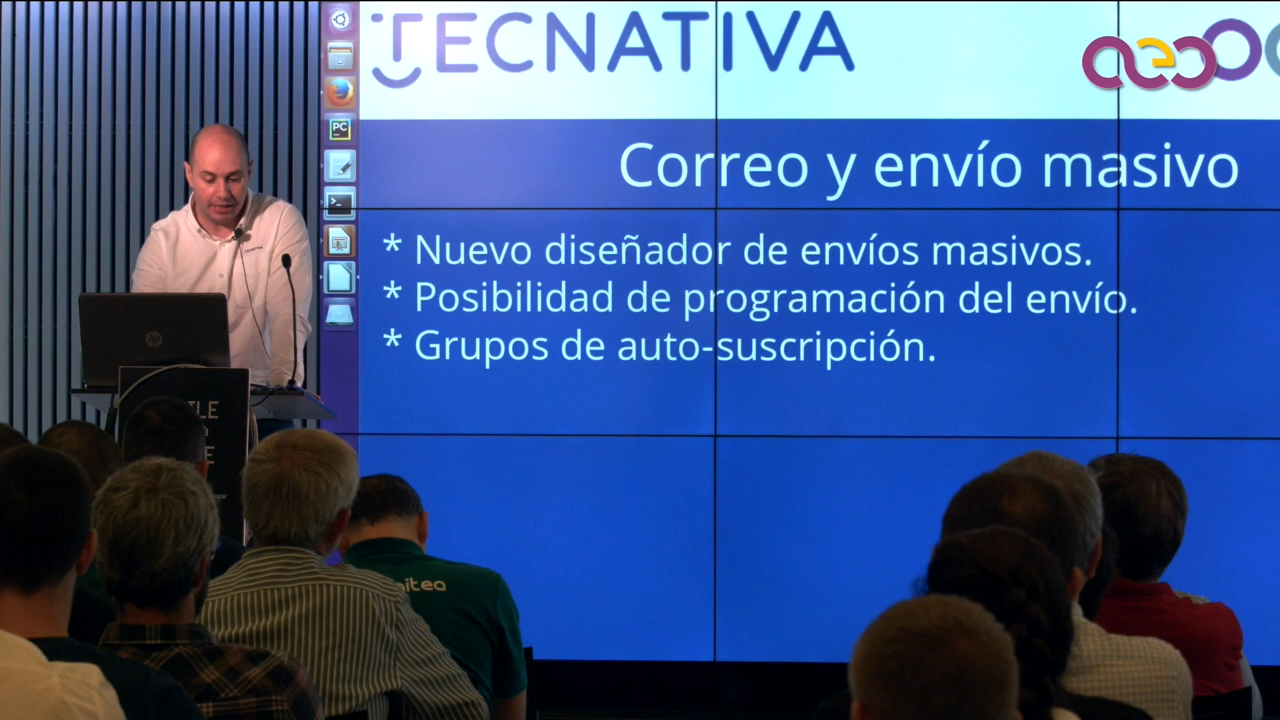 TECNATIVA
aeo
Correo y envío masivo
* Nuevo diseñador de envíos masivos.
* Posibilidad de programación del envío.
* Grupos de auto-suscripción.
PC
hp